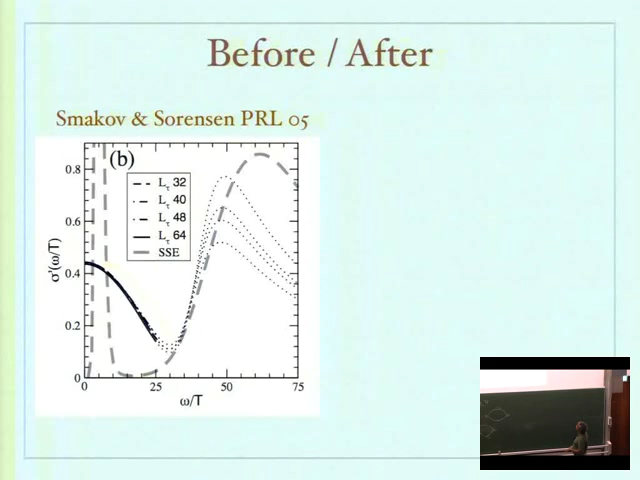 Before / After
Smakov & Sorensen PRL 05
(b)
Lτ 32
Lτ 40
Lτ 48
Lτ 64
SSE
0.8
0.6
0.4
0.2
0
σ'(ω/T)
0 25 50 75
ω/T